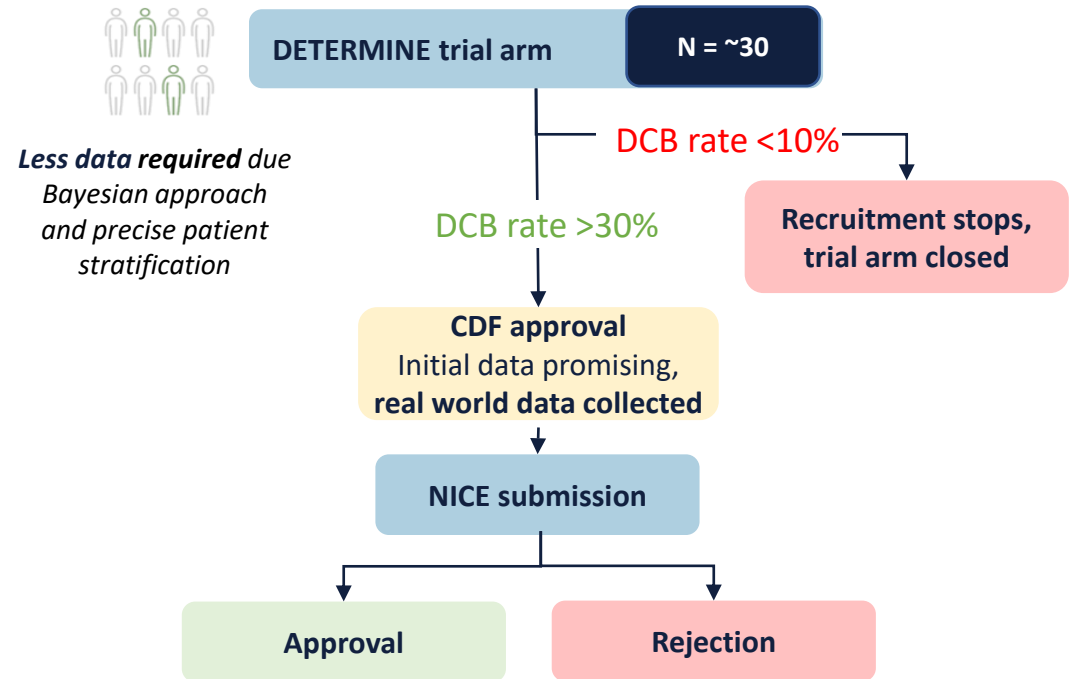 DETERMINE trial arm
N = ~30
Less data required due
Bayesian approach
and precise patient
stratification
DCB rate <10%
DCB rate >30%
Recruitment stops,
trial arm closed
CDF approval
Initial data promising,
real world data collected
NICE submission
Approval
Rejection